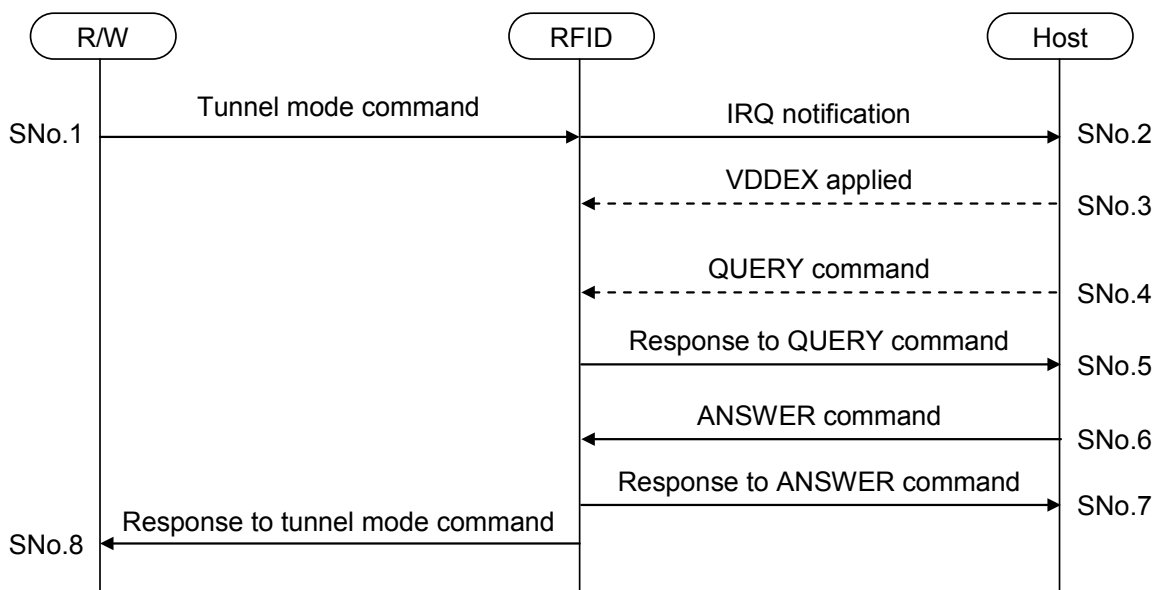 R/W
RFID
Host
Tunnel mode command
IRQ notification
SNo.1
SNo.2
VDDEX applied
SNo.3
QUERY command
SNo.4
Response to QUERY command
SNo.5
ANSWER command
SNo.6
Response to ANSWER command
SNo.7
Response to tunnel mode command
SNo.8